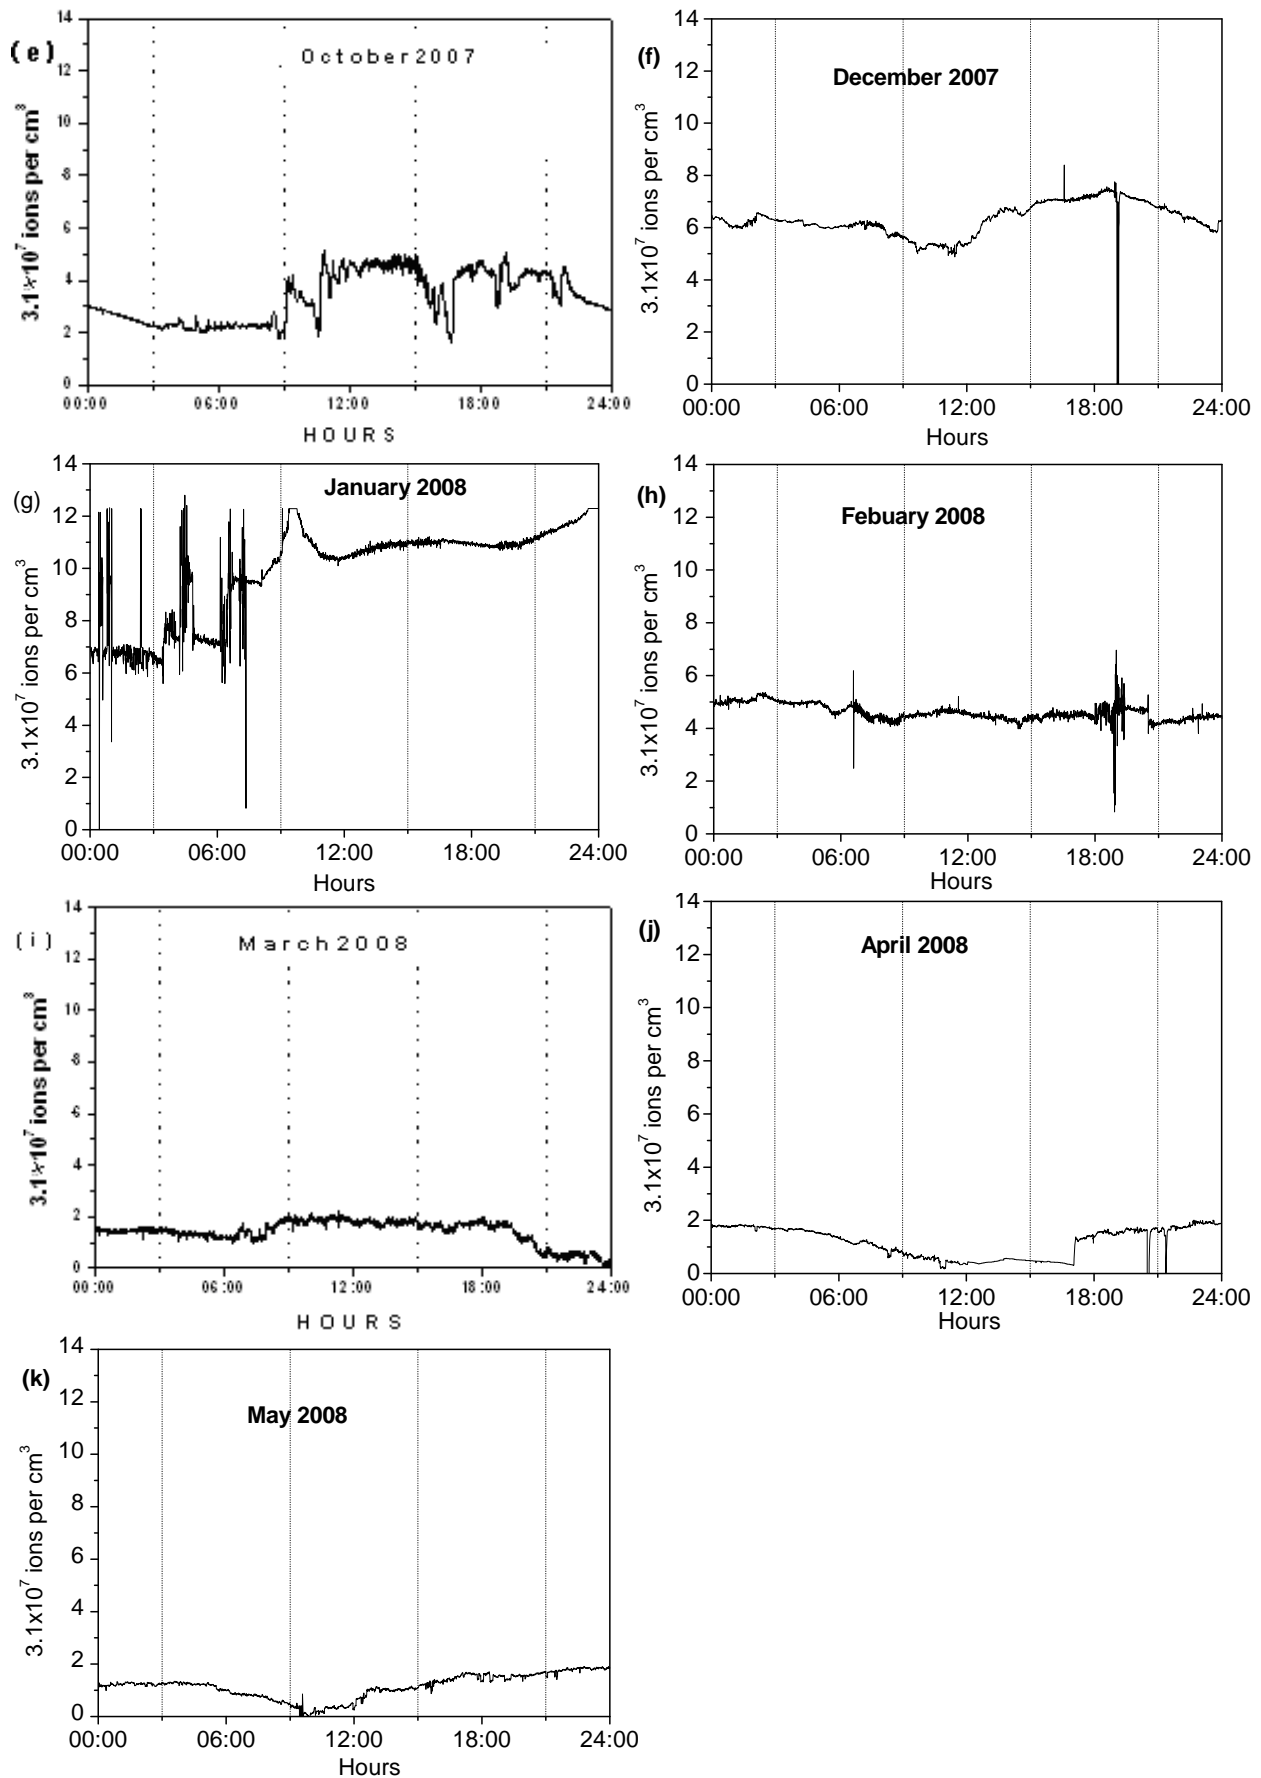 (e)
October 2007
3.1×10⁷ ions per cm³
14
12
10
8
6
4
2
0
00:00 06:00 12:00 18:00 24:00
HOURS
(f)
December 2007
3.1x10⁷ ions per cm³
14
12
10
8
6
4
2
0
00:00 06:00 12:00 18:00 24:00
Hours
(g)
January 2008
3.1x10⁷ ions per cm³
14
12
10
8
6
4
2
0
00:00 06:00 12:00 18:00 24:00
Hours
(h)
Febuary 2008
3.1x10⁷ ions per cm³
14
12
10
8
6
4
2
0
00:00 06:00 12:00 18:00 24:00
Hours
(i)
March 2008
3.1×10⁷ ions per cm³
14
12
10
8
6
4
2
0
00:00 06:00 12:00 18:00 24:00
HOURS
(j)
April 2008
3.1x10⁷ ions per cm³
14
12
10
8
6
4
2
0
00:00 06:00 12:00 18:00 24:00
Hours
(k)
May 2008
3.1x10⁷ ions per cm³
14
12
10
8
6
4
2
0
00:00 06:00 12:00 18:00 24:00
Hours